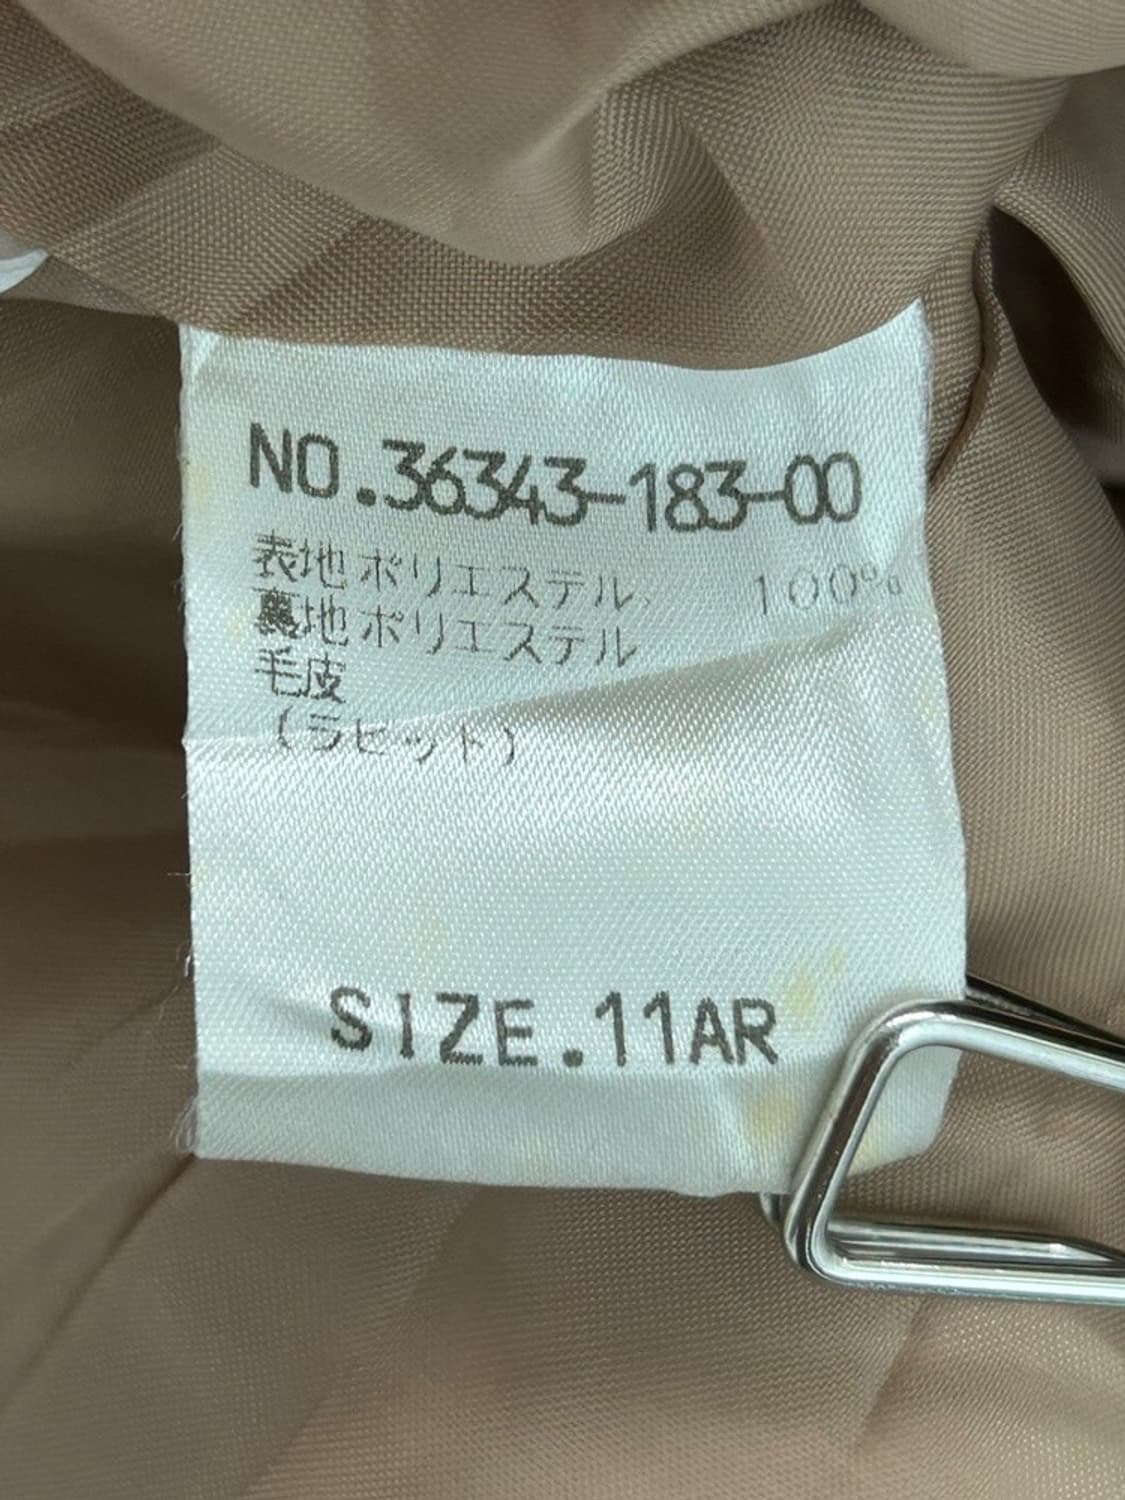 NO.36343-183-00
表地 ポリエステル 100%
裏地 ポリエステル
毛皮
(ラビット)
SIZE.11AR